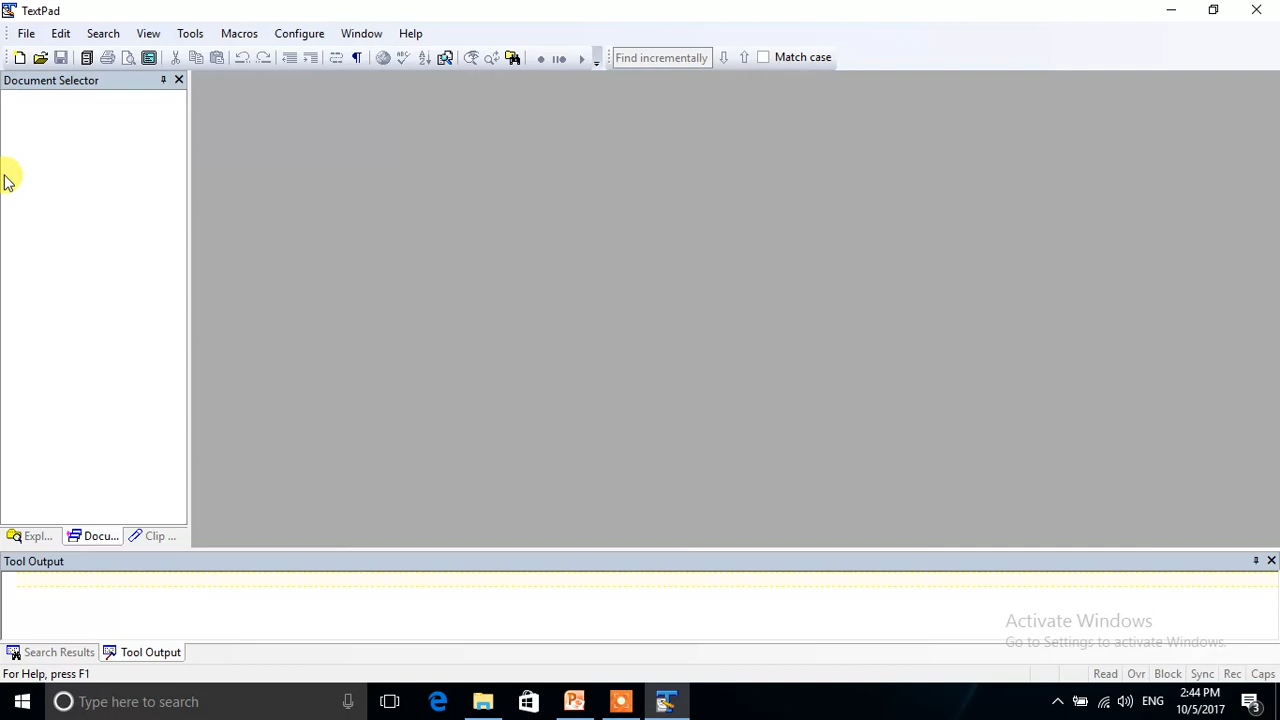 TextPad
File Edit Search View Tools Macros Configure Window Help
Find incrementally Match case
Document Selector
Expl... Docu... Clip ...
Tool Output
Activate Windows
Go to Settings to activate Windows.
Search Results Tool Output
For Help, press F1 Read Ovr Block Sync Rec Caps
Type here to search ENG 2:44 PM
10/5/2017 3